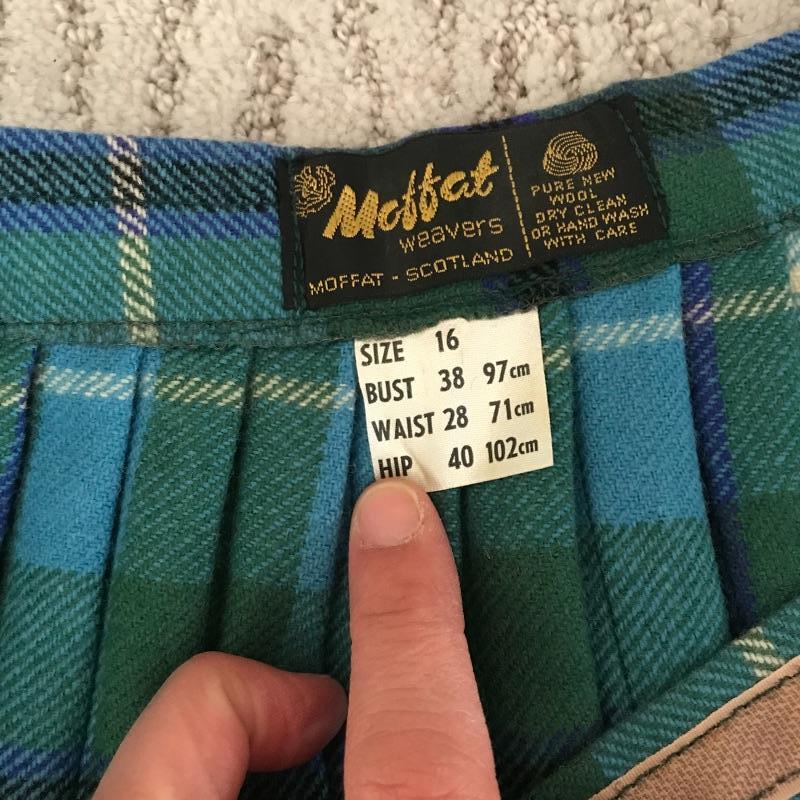 Moffat
weavers
MOFFAT - SCOTLAND
PURE NEW
WOOL
DRY CLEAN
OR HAND WASH
WITH CARE
SIZE 16
BUST 38 97cm
WAIST 28 71cm
HIP 40 102cm